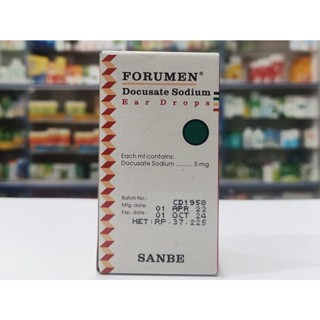 FORUMEN®
Docusate Sodium
Ear Drops
Each ml contains:
Docusate Sodium .......... 5 mg
Batch No.: CD1958
Mfg. date: 01 APR 22
Exp. date: 01 OCT 24
HET: RP. 37.225
SANBE